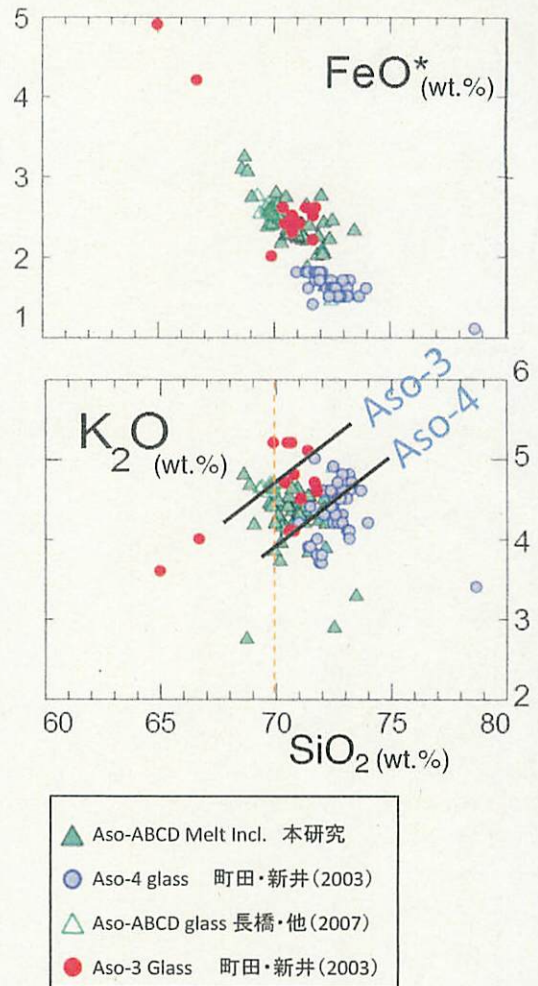 5
FeO* (wt.%)
4
3
2
1
6
K2O (wt.%)
Aso-3
Aso-4
5
4
3
2
60 65 70 75 80
SiO2 (wt.%)
Aso-ABCD Melt Incl. 本研究
Aso-4 glass 町田・新井(2003)
Aso-ABCD glass 長橋・他(2007)
Aso-3 Glass 町田・新井(2003)